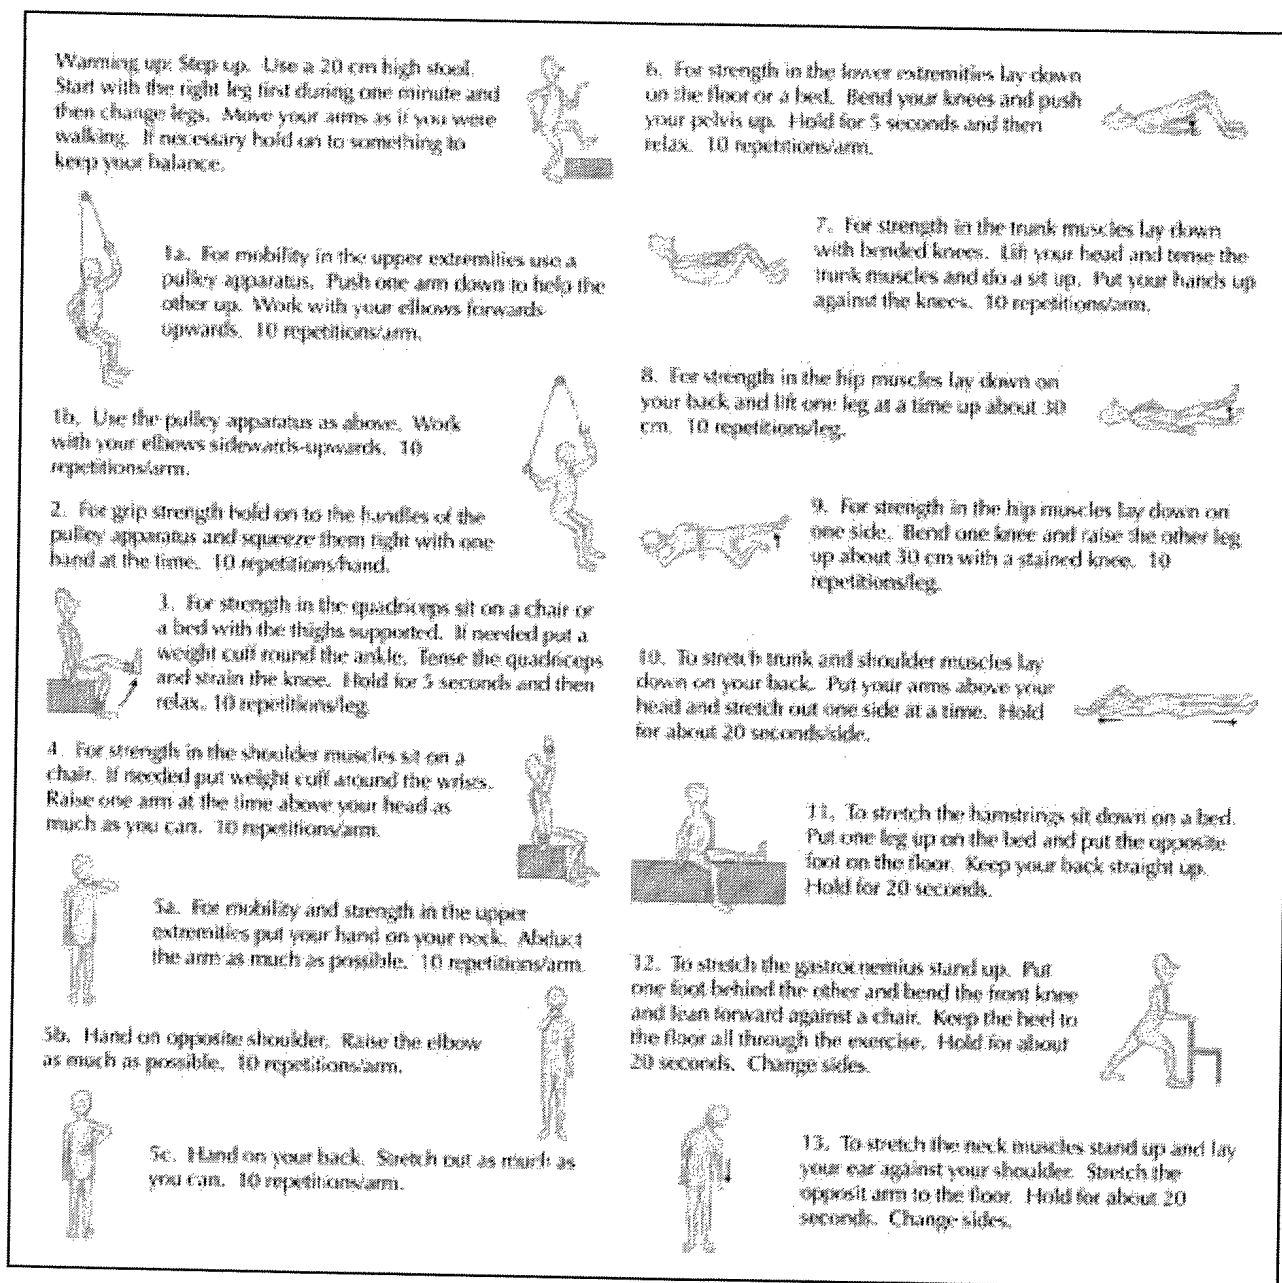 Warming up: Step up. Use a 20 cm high stool.
Start with the right leg first during one minute and
then change legs. Move your arms as if you were
walking. If necessary hold on to something to
keep your balance.
1a. For mobility in the upper extremities use a
pulley apparatus. Push one arm down to help the
other up. Work with your elbows forwards-
upwards. 10 repetitions/arm.
1b. Use the pulley apparatus as above. Work
with your elbows sidewards-upwards. 10
repetitions/arm.
2. For grip strength hold on to the handles of the
pulley apparatus and squeeze them tight with one
hand at the time. 10 repetitions/hand.
3. For strength in the quadriceps sit on a chair or
a bed with the thighs supported. If needed put a
weight cuff round the ankle. Tense the quadriceps
and strain the knee. Hold for 5 seconds and then
relax. 10 repetitions/leg.
4. For strength in the shoulder muscles sit on a
chair. If needed put weight cuff around the wrists.
Raise one arm at the time above your head as
much as you can. 10 repetitions/arm.
5a. For mobility and strength in the upper
extremities put your hand on your neck. Abduct
the arm as much as possible. 10 repetitions/arm.
5b. Hand on opposite shoulder. Raise the elbow
as much as possible. 10 repetitions/arm.
5c. Hand on your back. Stretch out as much as
you can. 10 repetitions/arm.
6. For strength in the lower extremities lay down
on the floor or a bed. Bend your knees and push
your pelvis up. Hold for 5 seconds and then
relax. 10 repetitions/arm.
7. For strength in the trunk muscles lay down
with bended knees. Lift your head and tense the
trunk muscles and do a sit up. Put your hands up
against the knees. 10 repetitions/arm.
8. For strength in the hip muscles lay down on
your back and lift one leg at a time up about 30
cm. 10 repetitions/leg.
9. For strength in the hip muscles lay down on
one side. Bend one knee and raise the other leg
up about 30 cm with a stained knee. 10
repetitions/leg.
10. To stretch trunk and shoulder muscles lay
down on your back. Put your arms above your
head and stretch out one side at a time. Hold
for about 20 seconds/side.
11. To stretch the hamstrings sit down on a bed.
Put one leg up on the bed and put the opposite
foot on the floor. Keep your back straight up.
Hold for 20 seconds.
12. To stretch the gastrocnemius stand up. Put
one foot behind the other and bend the front knee
and lean forward against a chair. Keep the heel to
the floor all through the exercise. Hold for about
20 seconds. Change sides.
13. To stretch the neck muscles stand up and lay
your ear against your shoulder. Stretch the
opposit arm to the floor. Hold for about 20
seconds. Change sides.